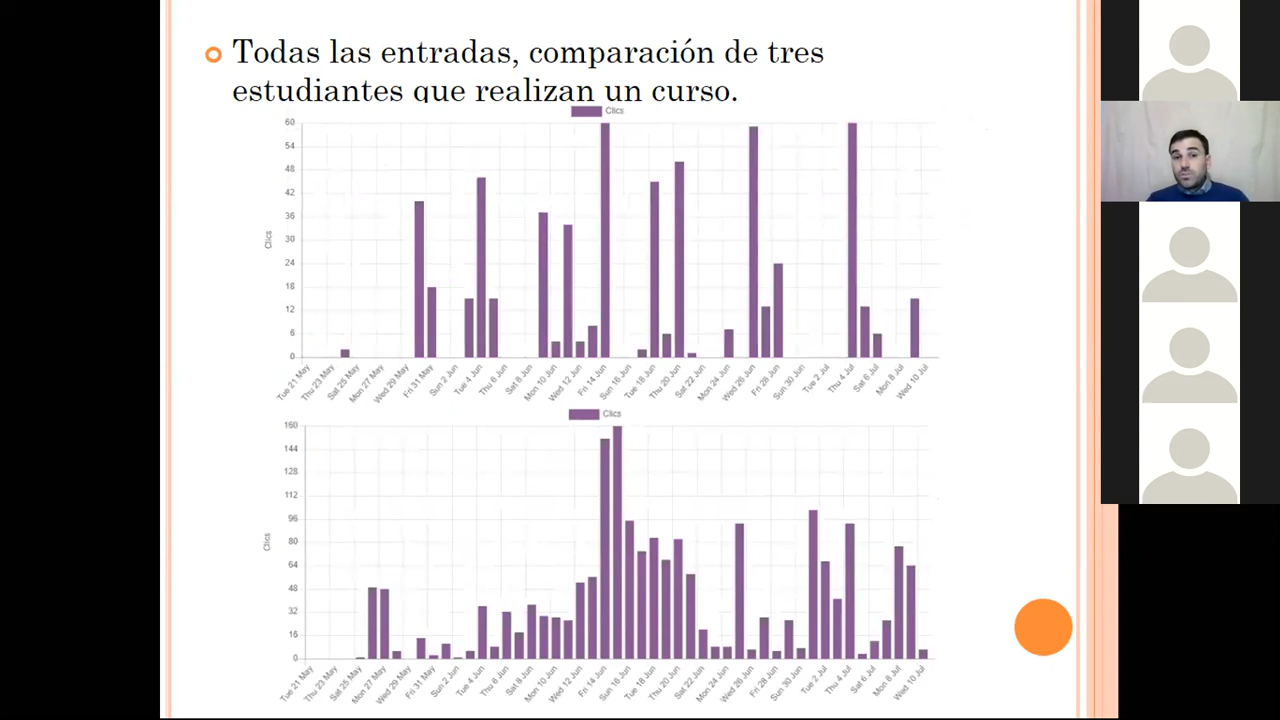 Todas las entradas, comparación de tres
estudiantes que realizan un curso.
Clics
60
54
48
42
36
30
24
18
12
6
0
Clics
Tue 21 May
Thu 23 May
Sat 25 May
Mon 27 May
Wed 29 May
Fri 31 May
Sun 2 Jun
Tue 4 Jun
Thu 6 Jun
Sat 8 Jun
Mon 10 Jun
Wed 12 Jun
Fri 14 Jun
Sun 16 Jun
Tue 18 Jun
Thu 20 Jun
Sat 22 Jun
Mon 24 Jun
Wed 26 Jun
Fri 28 Jun
Sun 30 Jun
Tue 2 Jul
Thu 4 Jul
Sat 6 Jul
Mon 8 Jul
Wed 10 Jul
Clics
160
144
128
112
96
80
64
48
32
16
0
Clics
Tue 21 May
Thu 23 May
Sat 25 May
Mon 27 May
Wed 29 May
Fri 31 May
Sun 2 Jun
Tue 4 Jun
Thu 6 Jun
Sat 8 Jun
Mon 10 Jun
Wed 12 Jun
Fri 14 Jun
Sun 16 Jun
Tue 18 Jun
Thu 20 Jun
Sat 22 Jun
Mon 24 Jun
Wed 26 Jun
Fri 28 Jun
Sun 30 Jun
Tue 2 Jul
Thu 4 Jul
Sat 6 Jul
Mon 8 Jul
Wed 10 Jul